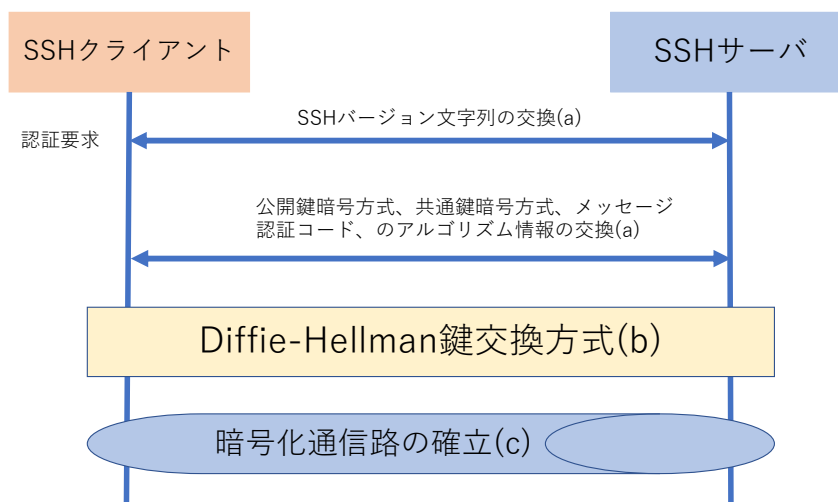 SSHクライアント
SSHサーバ
SSHバージョン文字列の交換(a)
認証要求
公開鍵暗号方式、共通鍵暗号方式、メッセージ
認証コード、のアルゴリズム情報の交換(a)
Diffie-Hellman鍵交換方式(b)
暗号化通信路の確立(c)